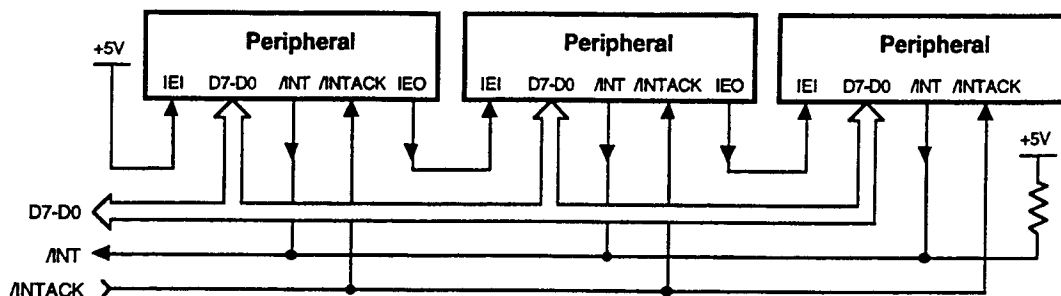 Peripheral Peripheral Peripheral
+5V
IEI D7-D0 /INT /INTACK IEO IEI D7-D0 /INT /INTACK IEO IEI D7-D0 /INT /INTACK
+5V
D7-D0
/INT
/INTACK